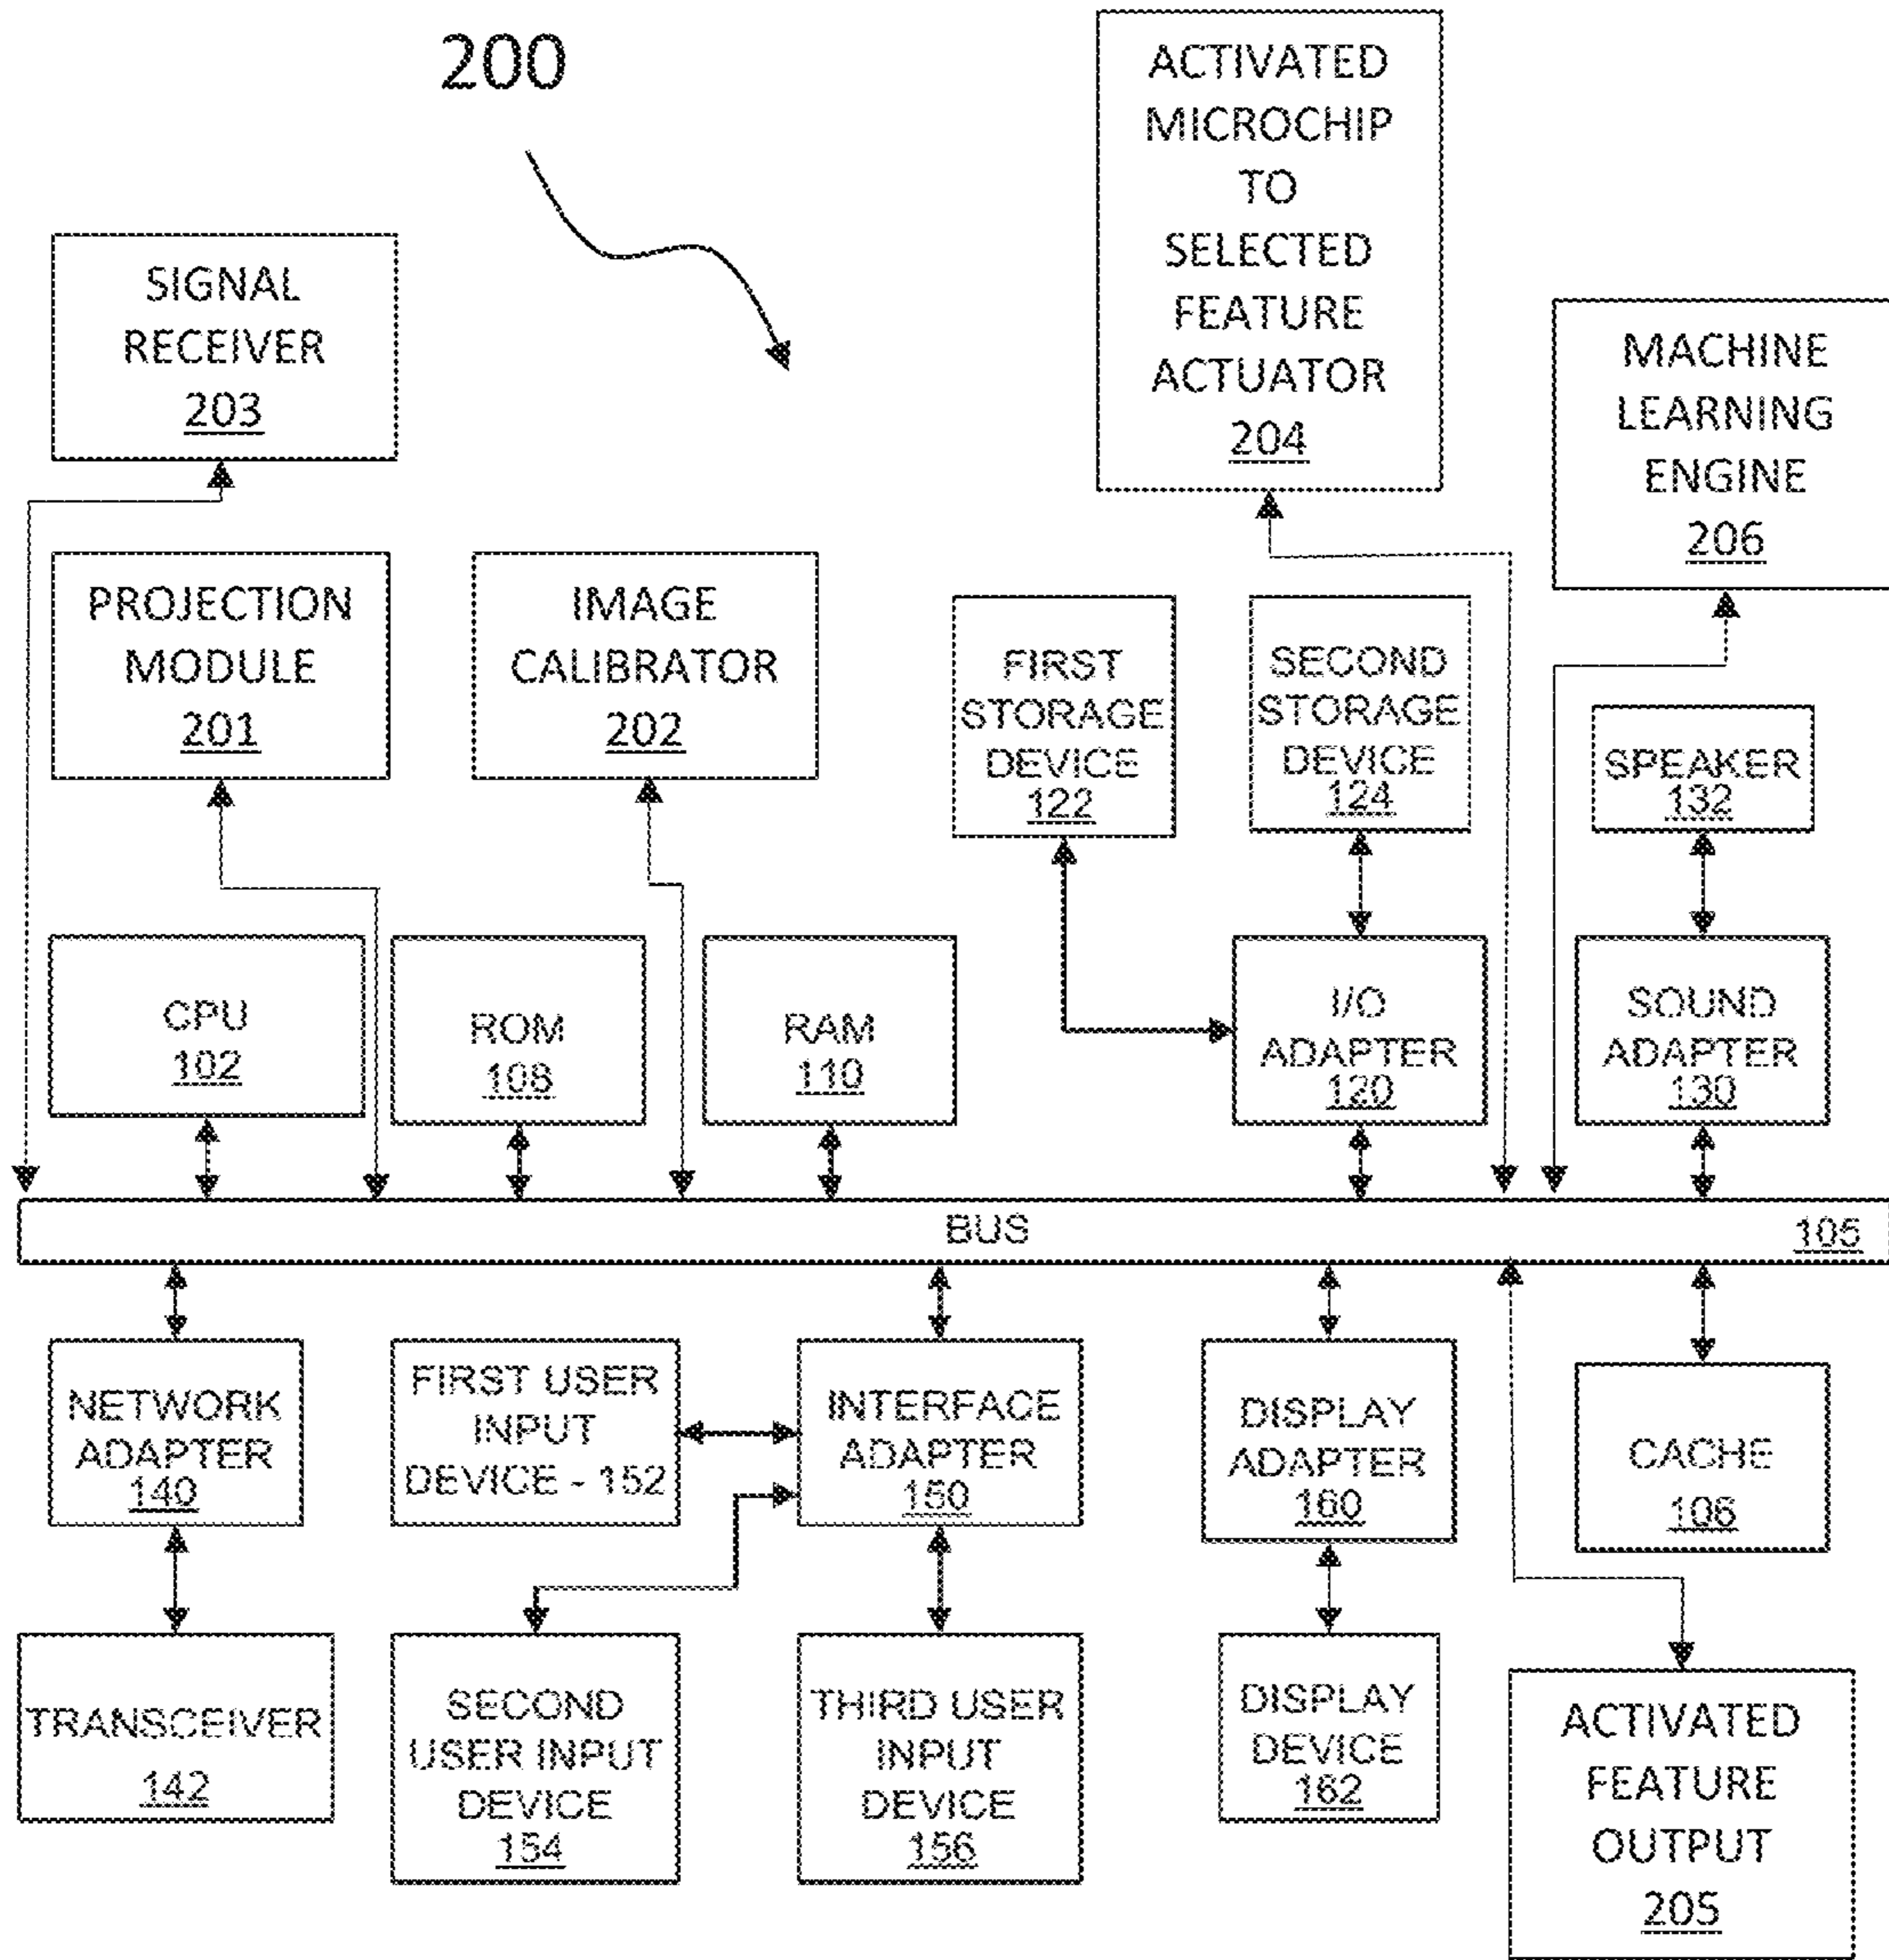 200
ACTIVATED
MICROCHIP
TO
SELECTED
FEATURE
ACTUATOR
204
SIGNAL
RECEIVER
203
MACHINE
LEARNING
ENGINE
206
PROJECTION
MODULE
201
IMAGE
CALIBRATOR
202
FIRST
STORAGE
DEVICE
122
SECOND
STORAGE
DEVICE
124
SPEAKER
132
CPU
102
ROM
108
RAM
110
I/O
ADAPTER
120
SOUND
ADAPTER
130
BUS
105
NETWORK
ADAPTER
140
FIRST USER
INPUT
DEVICE - 152
INTERFACE
ADAPTER
150
DISPLAY
ADAPTER
160
CACHE
106
TRANSCEIVER
142
SECOND
USER INPUT
DEVICE
154
THIRD USER
INPUT
DEVICE
156
DISPLAY
DEVICE
162
ACTIVATED
FEATURE
OUTPUT
205